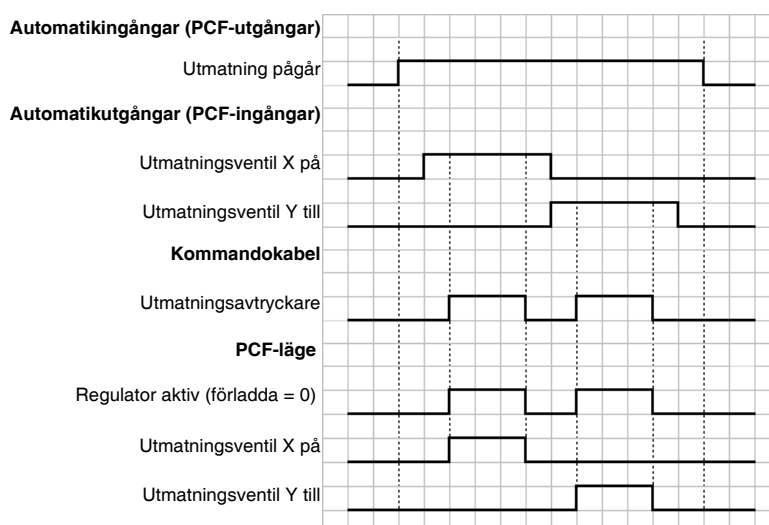 Automatikingångar (PCF-utgångar)
Utmatning pågår
Automatikutgångar (PCF-ingångar)
Utmatningsventil X på
Utmatningsventil Y till
Kommandokabel
Utmatningsavtryckare
PCF-läge
Regulator aktiv (förladda = 0)
Utmatningsventil X på
Utmatningsventil Y till